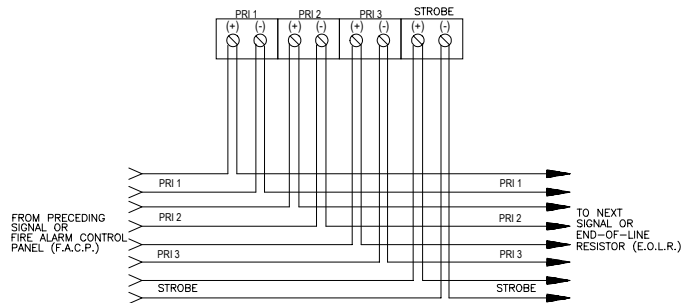 PRI 1 PRI 2 PRI 3 STROBE
(+) (-) (+) (-) (+) (-) (+) (-)
PRI 1 PRI 1
PRI 2 PRI 2
PRI 3 PRI 3
STROBE STROBE
FROM PRECEDING
SIGNAL OR
FIRE ALARM CONTROL
PANEL (F.A.C.P.)
TO NEXT
SIGNAL OR
END-OF-LINE
RESISTOR (E.O.L.R.)